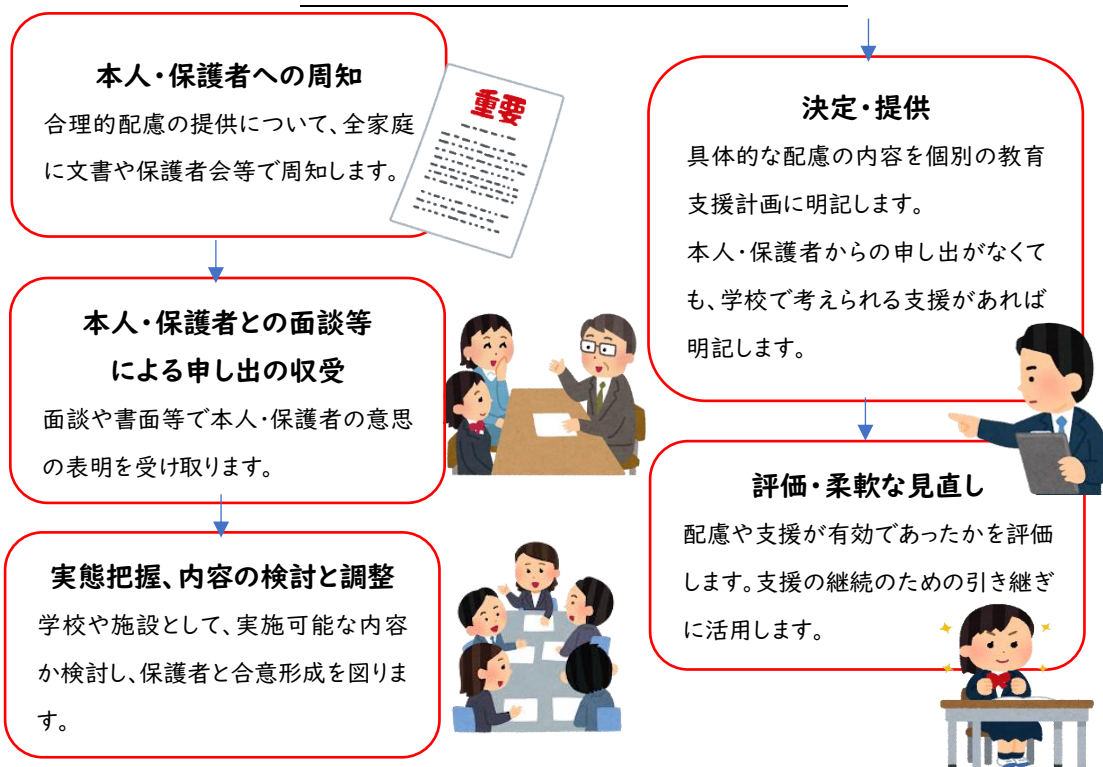 本人・保護者への周知
合理的配慮の提供について、全家庭
に文書や保護者会等で周知します。
重要
本人・保護者との面談等
による申し出の収受
面談や書面等で本人・保護者の意思
の表明を受け取ります。
実態把握、内容の検討と調整
学校や施設として、実施可能な内容
か検討し、保護者と合意形成を図りま
す。
決定・提供
具体的な配慮の内容を個別の教育
支援計画に明記します。
本人・保護者からの申し出がなくて
も、学校で考えられる支援があれば
明記します。
評価・柔軟な見直し
配慮や支援が有効であったかを評価
します。支援の継続のための引き継ぎ
に活用します。